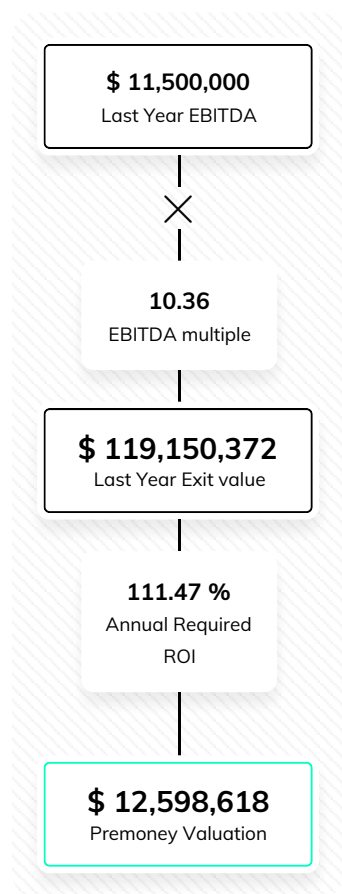 $ 11,500,000
Last Year EBITDA
10.36
EBITDA multiple
$ 119,150,372
Last Year Exit value
111.47 %
Annual Required
ROI
$ 12,598,618
Premoney Valuation